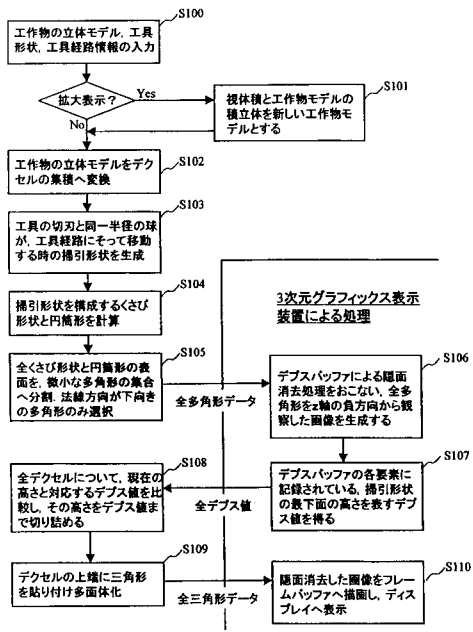 S100
工作物の立体モデル，工具
形状，工具経路情報の入力
拡大表示？
Yes
No
S101
視体積と工作物モデルの
積立体を新しい工作物モ
デルとする
S102
工作物の立体モデルをデク
セルの集積へ変換
S103
工具の切刃と同一半径の球
が，工具経路にそって移動
する時の掃引形状を生成
S104
掃引形状を構成するくさび
形状と円筒形を計算
3次元グラフィックス表示
装置による処理
S105
全くさび形状と円筒形の表
面を，微小な多角形の集合
へ分割．法線方向が下向き
の多角形のみ選択
全多角形データ
S106
デプスバッファによる隠面
消去処理をおこない，全多
角形をz軸の負方向から観
察した画像を生成する
S107
デプスバッファの各要素に
記録されている，掃引形状
の最下面の高さを表すデプ
ス値を得る
全デプス値
S108
全デクセルについて，現在の
高さと対応するデプス値を比
較し，その高さをデプス値ま
で切り詰める
S109
デクセルの上端に三角形
を貼り付け多面体化
全三角形データ
S110
隠面消去した画像をフレーム
バッファへ描画し，ディス
プレイへ表示